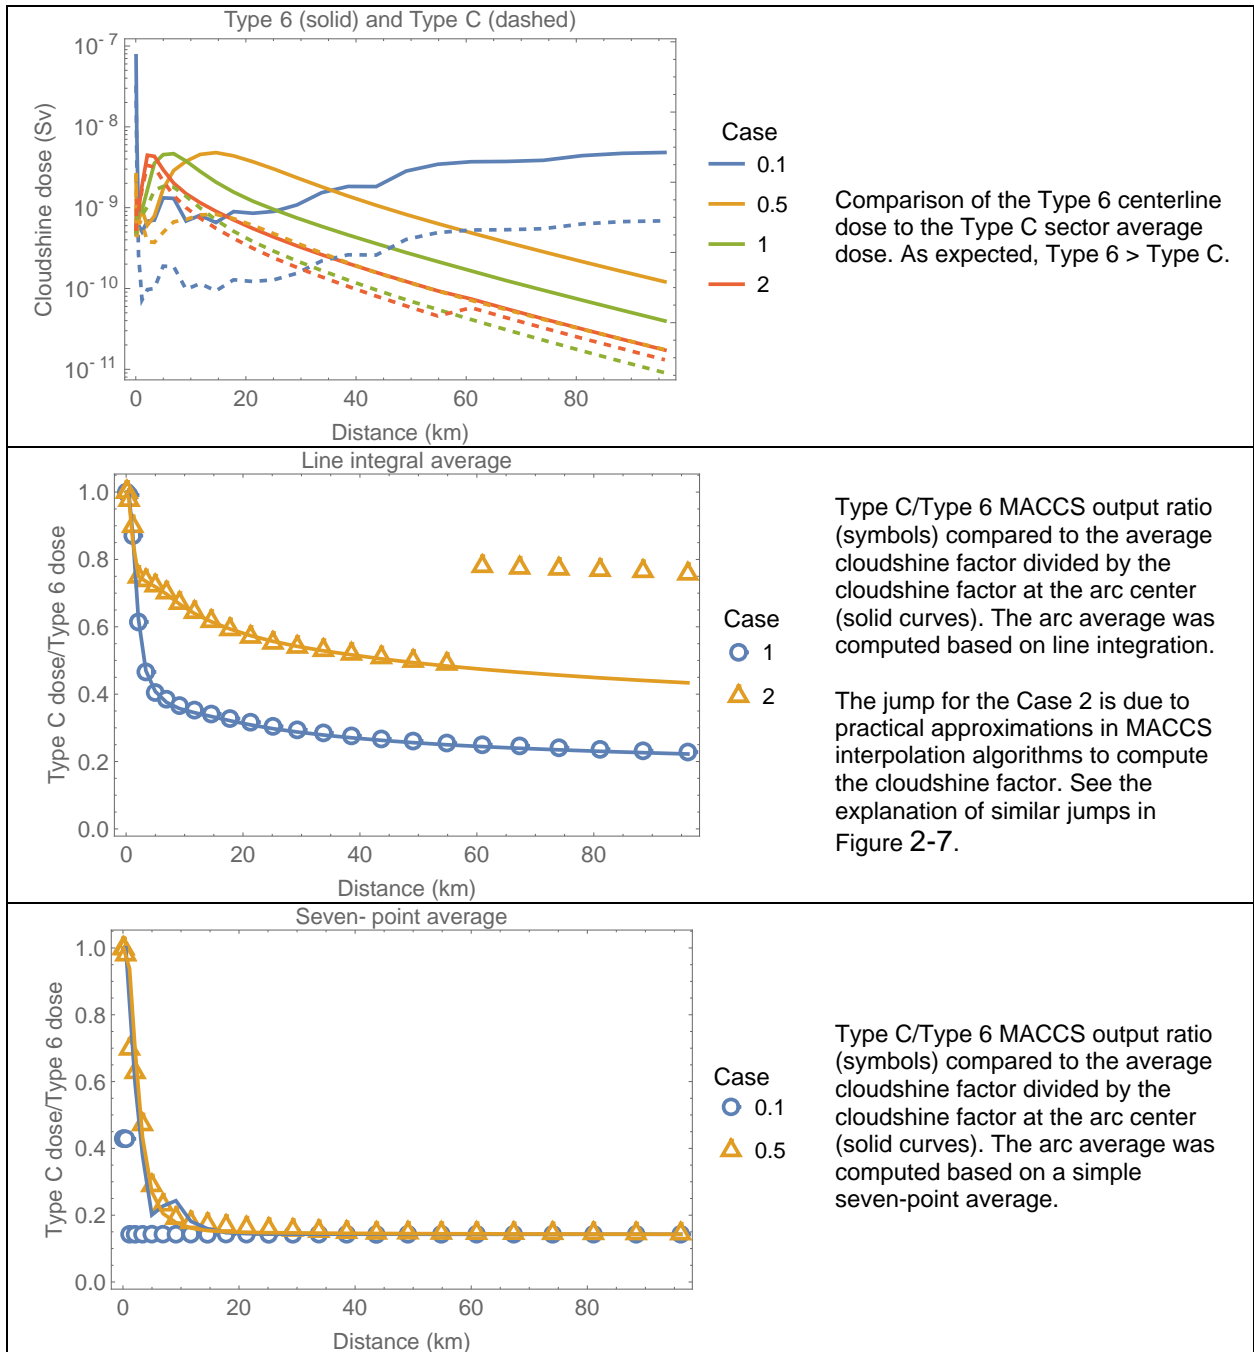 Type 6 (solid) and Type C (dashed)
10-7
10-8
10-9
10-10
10-11
Cloudshine dose (Sv)
0 20 40 60 80
Distance (km)
Case
0.1
0.5
1
2
Comparison of the Type 6 centerline
dose to the Type C sector average
dose. As expected, Type 6 > Type C.
Line integral average
1.0
0.8
0.6
0.4
0.2
0.0
Type C dose/Type 6 dose
0 20 40 60 80
Distance (km)
Case
1
2
Type C/Type 6 MACCS output ratio
(symbols) compared to the average
cloudshine factor divided by the
cloudshine factor at the arc center
(solid curves). The arc average was
computed based on line integration.
The jump for the Case 2 is due to
practical approximations in MACCS
interpolation algorithms to compute
the cloudshine factor. See the
explanation of similar jumps in
Figure 2-7.
Seven- point average
1.0
0.8
0.6
0.4
0.2
0.0
Type C dose/Type 6 dose
0 20 40 60 80
Distance (km)
Case
0.1
0.5
Type C/Type 6 MACCS output ratio
(symbols) compared to the average
cloudshine factor divided by the
cloudshine factor at the arc center
(solid curves). The arc average was
computed based on a simple
seven-point average.